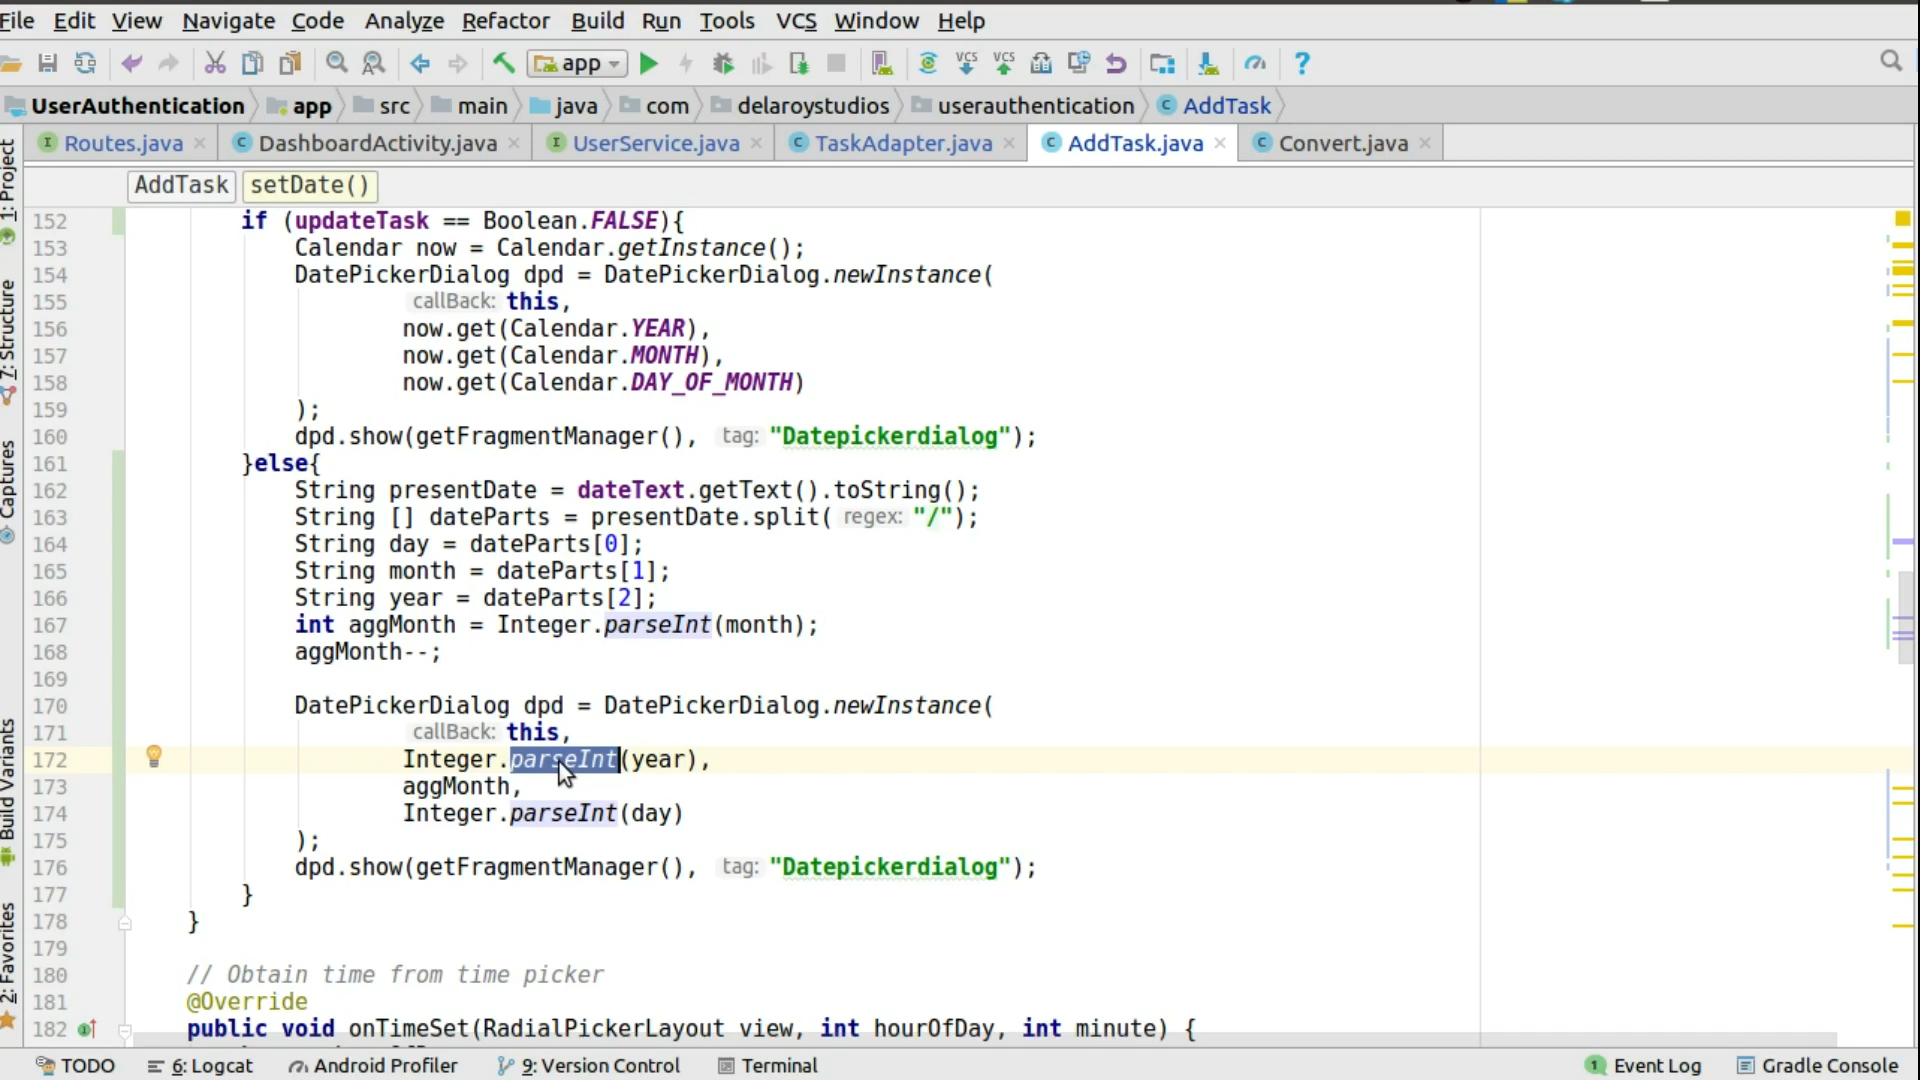 File Edit View Navigate Code Analyze Refactor Build Run Tools VCS Window Help
app VCS VCS ?
UserAuthentication app src main java com delaroystudios userauthentication C AddTask
I Routes.java C DashboardActivity.java I UserService.java C TaskAdapter.java C AddTask.java C Convert.java
AddTask setDate()
152 if (updateTask == Boolean.FALSE){
153 Calendar now = Calendar.getInstance();
154 DatePickerDialog dpd = DatePickerDialog.newInstance(
155 callBack: this,
156 now.get(Calendar.YEAR),
157 now.get(Calendar.MONTH),
158 now.get(Calendar.DAY_OF_MONTH)
159 );
160 dpd.show(getFragmentManager(), tag: "Datepickerdialog");
161 }else{
162 String presentDate = dateText.getText().toString();
163 String [] dateParts = presentDate.split( regex: "/");
164 String day = dateParts[0];
165 String month = dateParts[1];
166 String year = dateParts[2];
167 int aggMonth = Integer.parseInt(month);
168 aggMonth--;
169
170 DatePickerDialog dpd = DatePickerDialog.newInstance(
171 callBack: this,
172 Integer.parseInt(year),
173 aggMonth,
174 Integer.parseInt(day)
175 );
176 dpd.show(getFragmentManager(), tag: "Datepickerdialog");
177 }
178 }
179
180 // Obtain time from time picker
181 @Override
182 public void onTimeSet(RadialPickerLayout view, int hourOfDay, int minute) {
1: Project
7: Structure
Captures
Build Variants
2: Favorites
TODO 6: Logcat Android Profiler 9: Version Control Terminal 1 Event Log Gradle Console